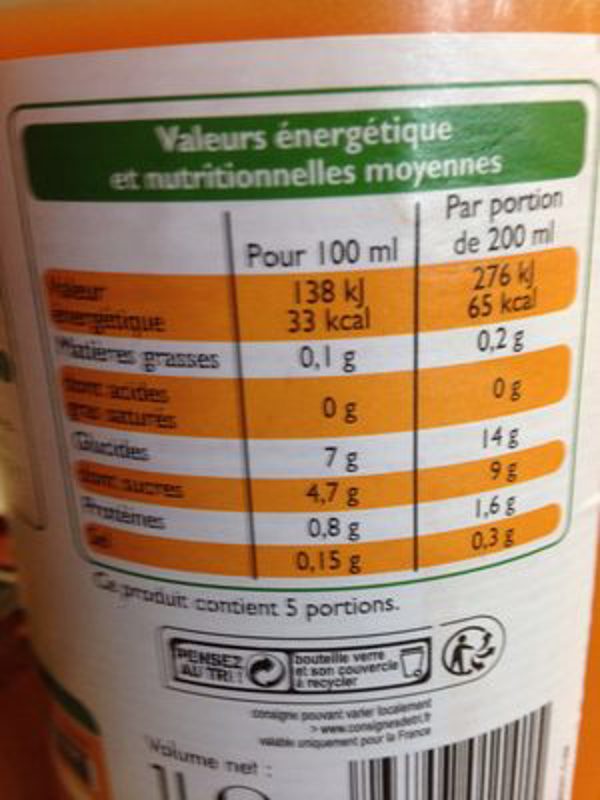 Valeurs énergétique
et nutritionnelles moyennes
Pour 100 ml
Par portion
de 200 ml
Valeur
énergétique
138 kJ
33 kcal
276 kJ
65 kcal
Matières grasses 0,1 g 0,2 g
dont acides
gras saturés
0 g 0 g
Glucides 7 g 14 g
dont sucres 4,7 g 9 g
Protéines 0,8 g 1,6 g
Sel 0,15 g 0,3 g
Ce produit contient 5 portions.
PENSEZ
AU TRI !
bouteille verre
et son couvercle
à recycler
consigne pouvant varier localement
> www.consignesdetri.fr
valable uniquement pour la France
Volume net :